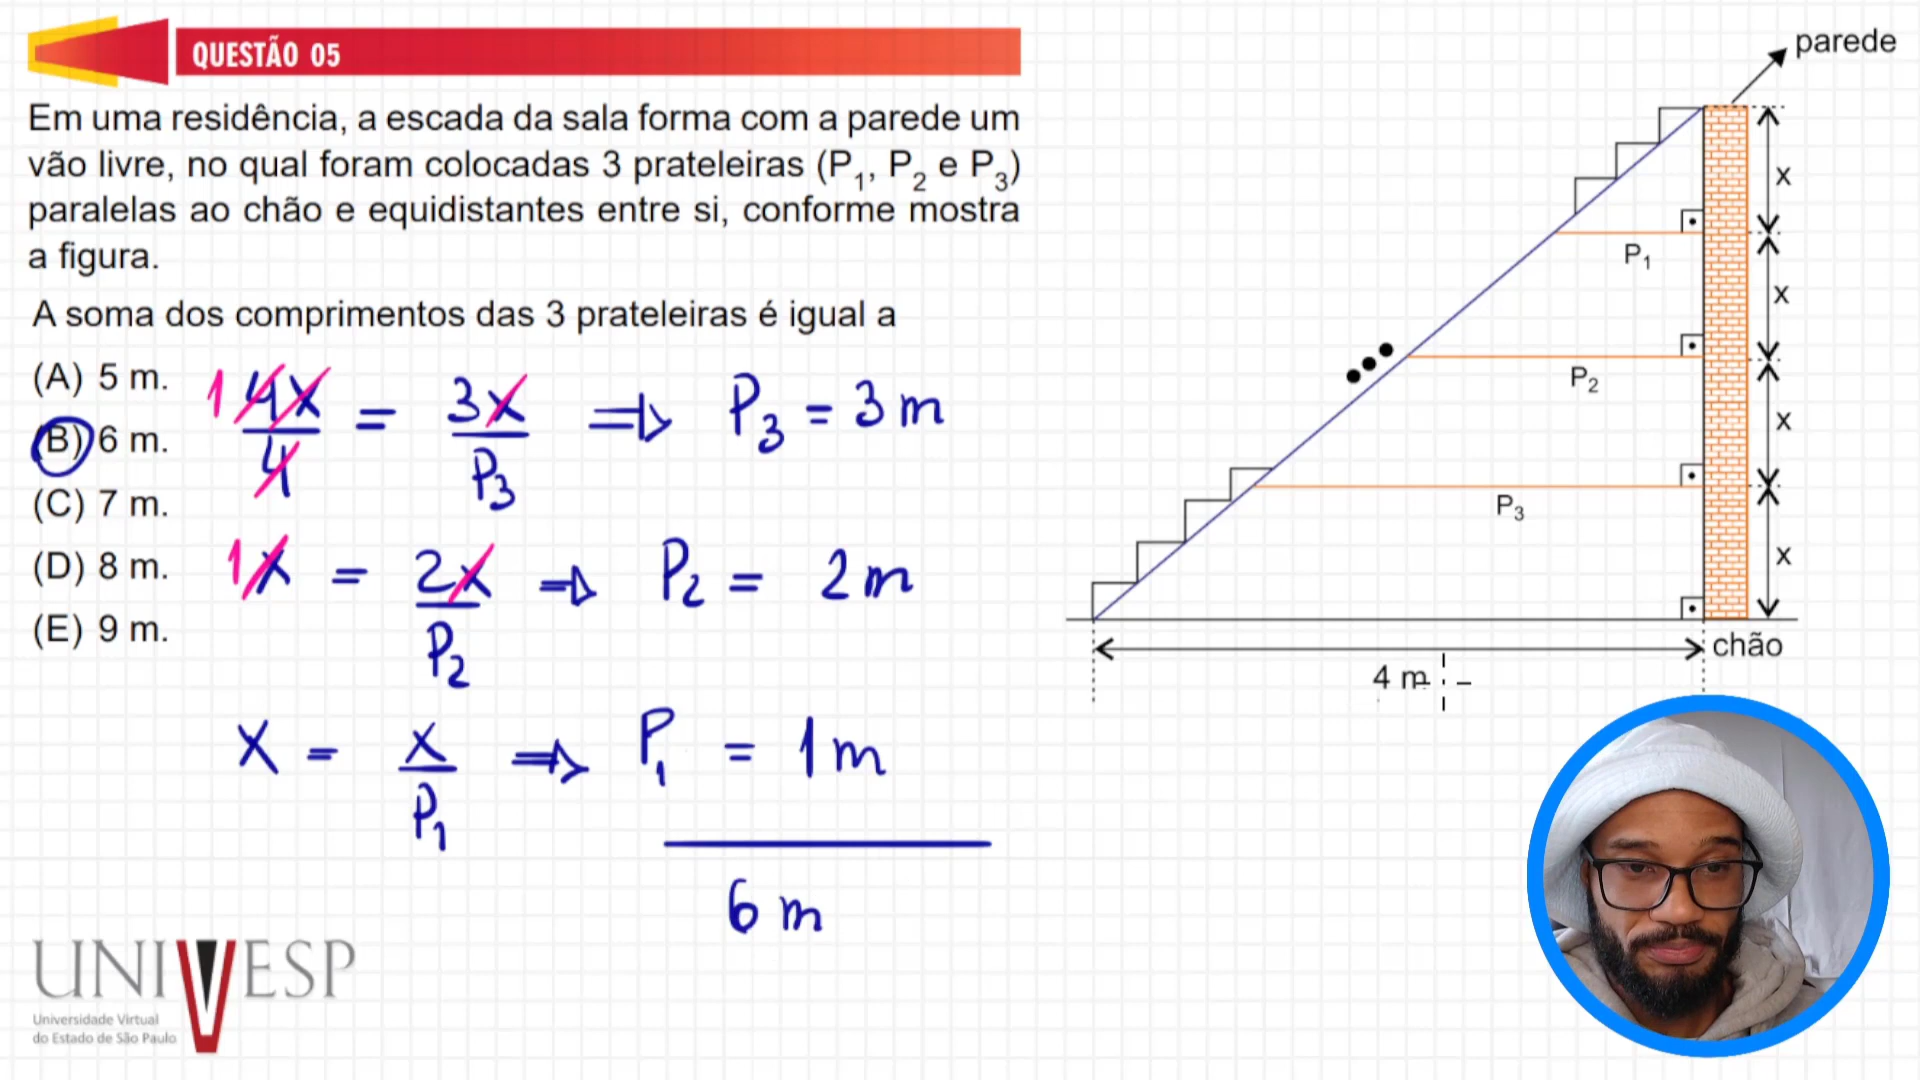 QUESTÃO 05
Em uma residência, a escada da sala forma com a parede um
vão livre, no qual foram colocadas 3 prateleiras (P₁, P₂ e P₃)
paralelas ao chão e equidistantes entre si, conforme mostra
a figura.
A soma dos comprimentos das 3 prateleiras é igual a
(A) 5 m.
(B) 6 m.
(C) 7 m.
(D) 8 m.
(E) 9 m.
1 4x/4 = 3x/P₃ ⇒ P₃ = 3 m
1 x = 2x/P₂ ⇒ P₂ = 2 m
x = x/P₁ ⇒ P₁ = 1 m
6 m
parede
x
P₁
x
P₂
x
P₃
x
chão
4 m
UNIVESP
Universidade Virtual
do Estado de São Paulo